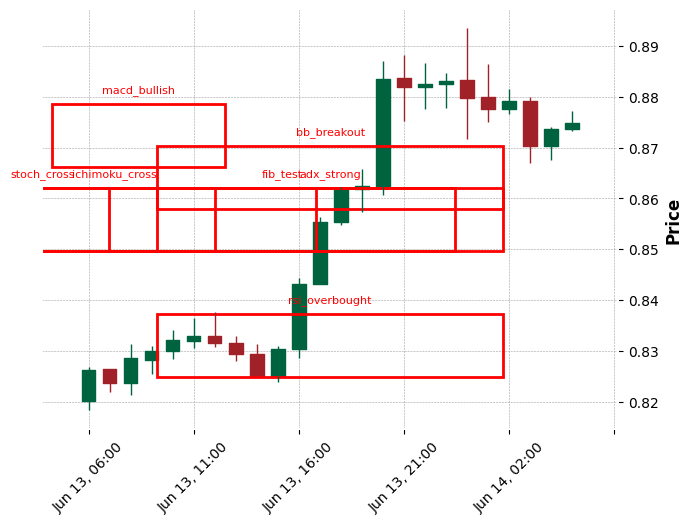 0.89
macd_bullish
0.88
bb_breakout
0.87
stoch_cross ichimoku_cross fib_test adx_strong
0.86
0.85
Price
0.84
rsi_overbought
0.83
0.82
Jun 13, 06:00
Jun 13, 11:00
Jun 13, 16:00
Jun 13, 21:00
Jun 14, 02:00